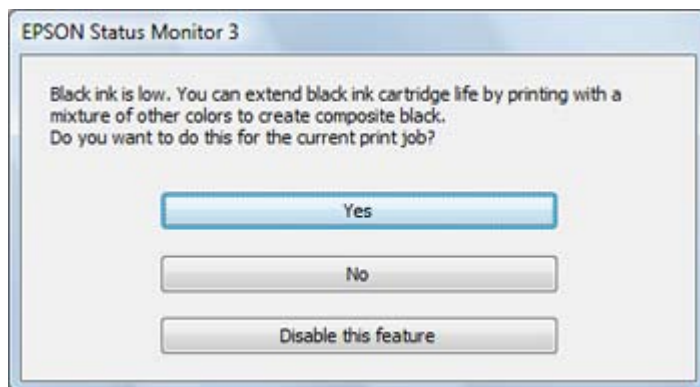 EPSON Status Monitor 3
Black ink is low. You can extend black ink cartridge life by printing with a
mixture of other colors to create composite black.
Do you want to do this for the current print job?
Yes
No
Disable this feature